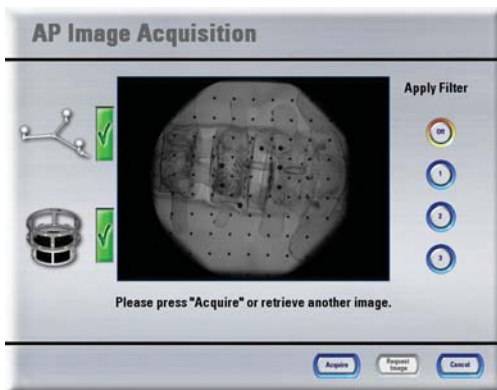 AP Image Acquisition
Apply Filter
Off
1
2
3
Please press "Acquire" or retrieve another image.
Acquire
Request
Image
Cancel